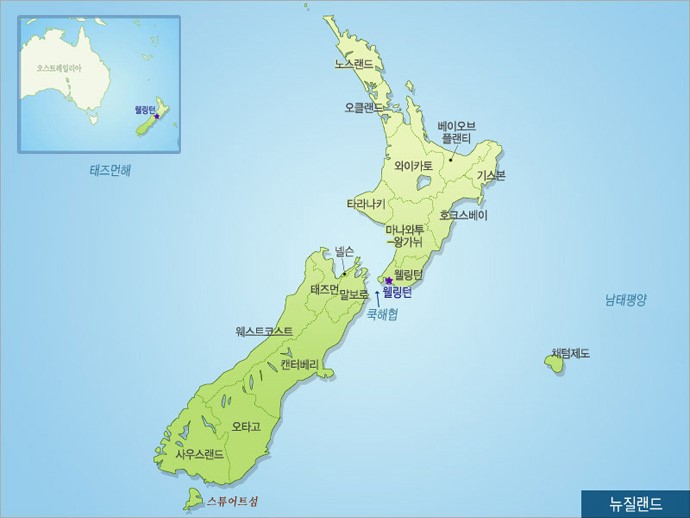 오스트레일리아
웰링턴
태즈먼해
노스랜드
오클랜드
베이오브
플랜티
와이카토
기스본
타라나키
호크스베이
마나와투
-왕가뉘
넬슨
웰링턴
태즈먼
말보로
웰링턴
쿡해협
남태평양
웨스트코스트
채텀제도
캔터베리
오타고
사우스랜드
스튜어트섬
뉴질랜드